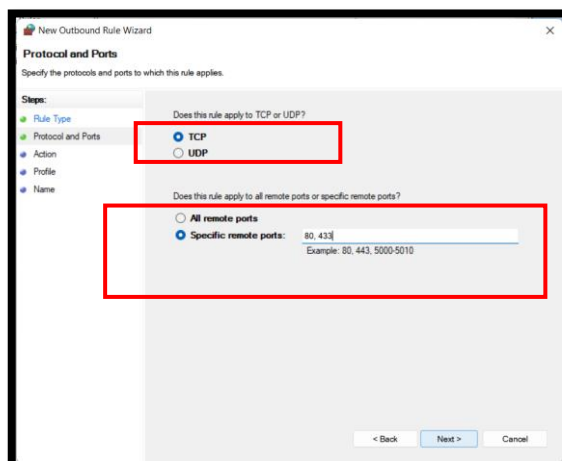 New Outbound Rule Wizard
Protocol and Ports
Specify the protocols and ports to which this rule applies.
Steps:
Rule Type
Protocol and Ports
Action
Profile
Name
Does this rule apply to TCP or UDP?
TCP
UDP
Does this rule apply to all remote ports or specific remote ports?
All remote ports
Specific remote ports: 80, 433
Example: 80, 443, 5000-5010
< Back Next > Cancel